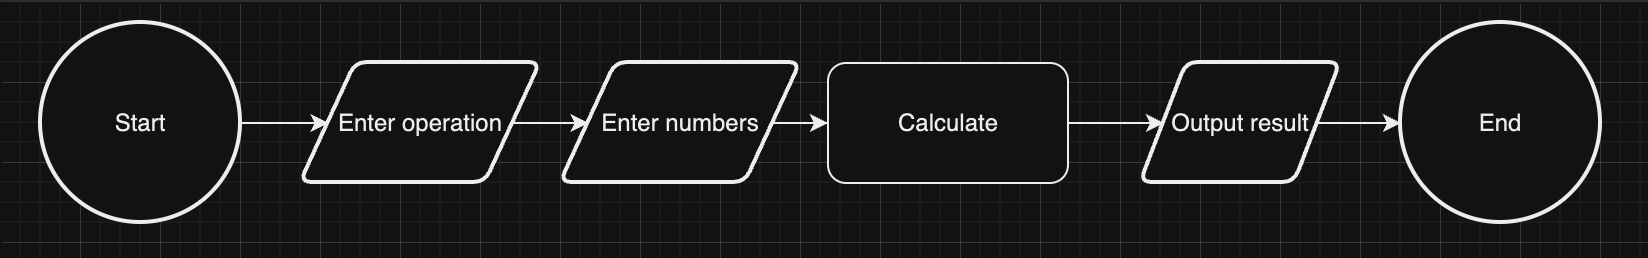 Start
Enter operation
Enter numbers
Calculate
Output result
End